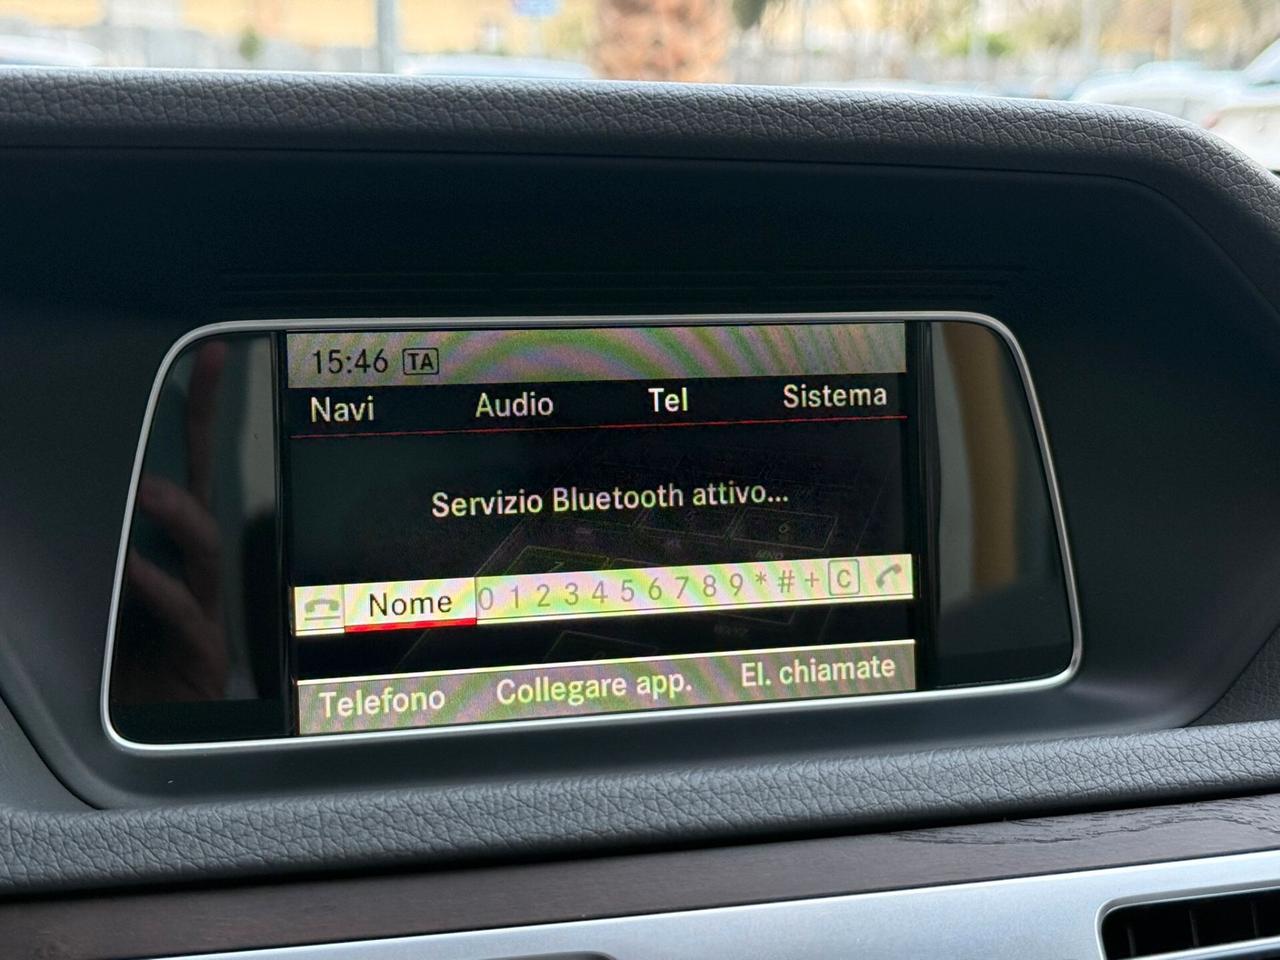 15:46 TA
Navi Audio Tel Sistema
Servizio Bluetooth attivo...
Nome 0 1 2 3 4 5 6 7 8 9 * # + C
Telefono Collegare app. El. chiamate